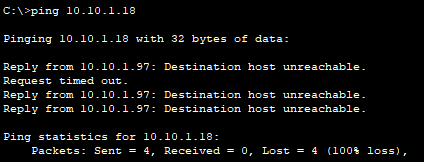 C:\>ping 10.10.1.18
Pinging 10.10.1.18 with 32 bytes of data:
Reply from 10.10.1.97: Destination host unreachable.
Request timed out.
Reply from 10.10.1.97: Destination host unreachable.
Reply from 10.10.1.97: Destination host unreachable.
Ping statistics for 10.10.1.18:
    Packets: Sent = 4, Received = 0, Lost = 4 (100% loss),